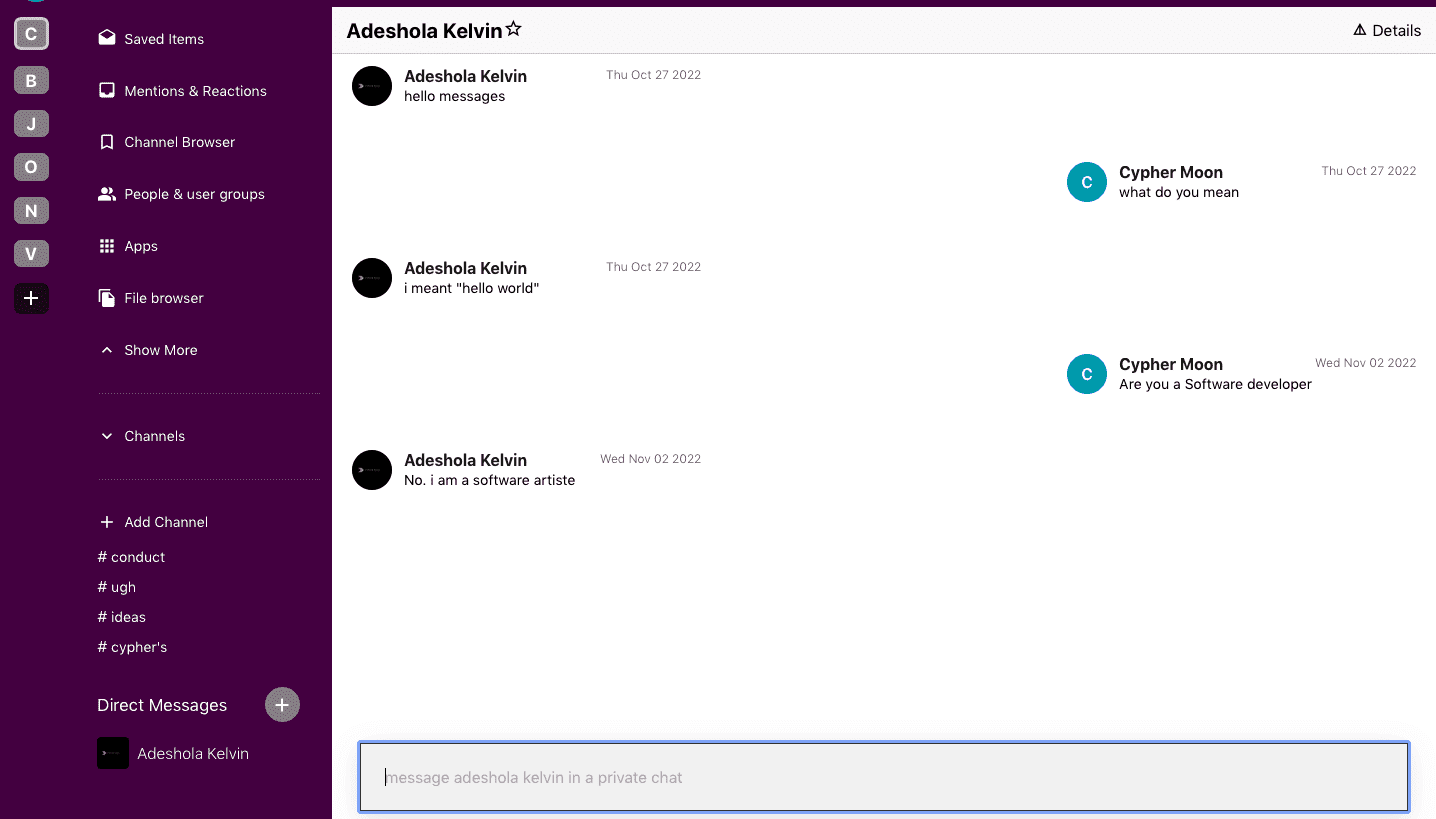 C
B
J
O
N
V
+
Saved Items
Mentions & Reactions
Channel Browser
People & user groups
Apps
File browser
Show More
Channels
+ Add Channel
# conduct
# ugh
# ideas
# cypher's
Direct Messages +
Adeshola Kelvin
Adeshola Kelvin
Details
Adeshola Kelvin Thu Oct 27 2022
hello messages
C
Cypher Moon Thu Oct 27 2022
what do you mean
Adeshola Kelvin Thu Oct 27 2022
i meant "hello world"
C
Cypher Moon Wed Nov 02 2022
Are you a Software developer
Adeshola Kelvin Wed Nov 02 2022
No. i am a software artiste
message adeshola kelvin in a private chat